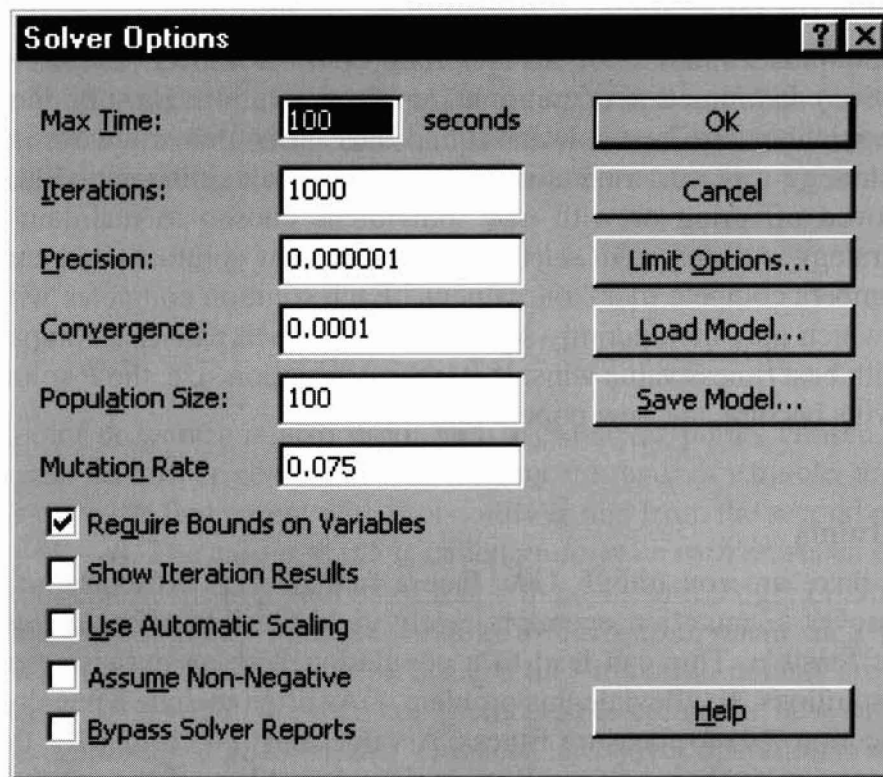 Solver Options
Max Time: 100 seconds
OK
Iterations: 1000
Cancel
Precision: 0.000001
Limit Options...
Convergence: 0.0001
Load Model...
Population Size: 100
Save Model...
Mutation Rate 0.075
Require Bounds on Variables
Show Iteration Results
Use Automatic Scaling
Assume Non-Negative
Bypass Solver Reports
Help